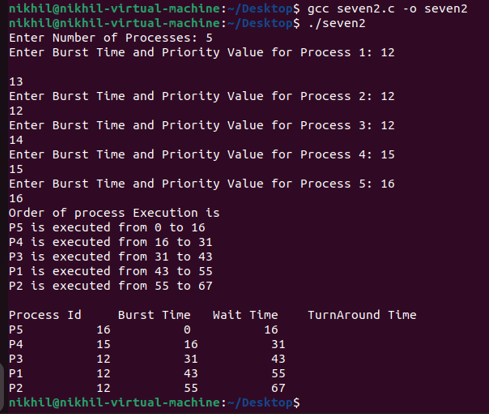 nikhil@nikhil-virtual-machine:~/Desktop$ gcc seven2.c -o seven2
nikhil@nikhil-virtual-machine:~/Desktop$ ./seven2
Enter Number of Processes: 5
Enter Burst Time and Priority Value for Process 1: 12

13
Enter Burst Time and Priority Value for Process 2: 12
12
Enter Burst Time and Priority Value for Process 3: 12
14
Enter Burst Time and Priority Value for Process 4: 15
15
Enter Burst Time and Priority Value for Process 5: 16
16
Order of process Execution is
P5 is executed from 0 to 16
P4 is executed from 16 to 31
P3 is executed from 31 to 43
P1 is executed from 43 to 55
P2 is executed from 55 to 67

Process Id     Burst Time   Wait Time    TurnAround Time
P5          16          0         16
P4          15          16         31
P3          12          31         43
P1          12          43         55
P2          12          55         67
nikhil@nikhil-virtual-machine:~/Desktop$